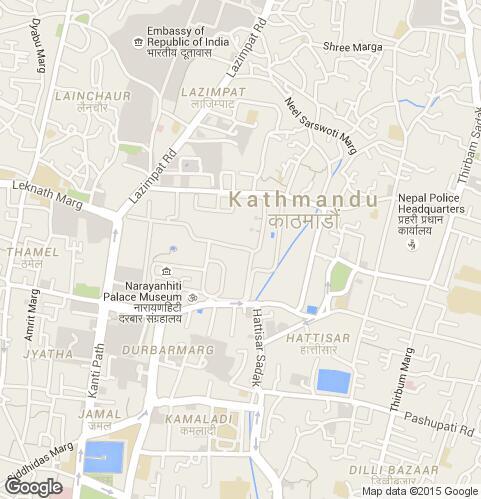 Dyabu Marg
Embassy of
Republic of India
भारतीय दूतावास
Lazimpat Rd
Shree Marga
LAINCHAUR
लैनचौर
LAZIMPAT
लाजिम्पाट
Neel Sarswoti Marg
Thirbam Sadak
Lazimpat Rd
Leknath Marg
Kathmandu
काठमाडौं
Nepal Police
Headquarters
प्रहरी प्रधान
कार्यालय
THAMEL
ठमेल
Narayanhiti
Palace Museum
नारायणहिटी
दरबार संग्रहालय
Amrit Marg
JYATHA
Kanti Path
DURBARMARG
Hattisar Sadak
HATTISAR
हात्तीसार
Thirbum Marg
JAMAL
जमल
KAMALADI
कमलादी
Pashupati Rd
Siddhidas Marg
DILLI BAZAAR
डिल्लीबजार
Google
Map data ©2015 Google